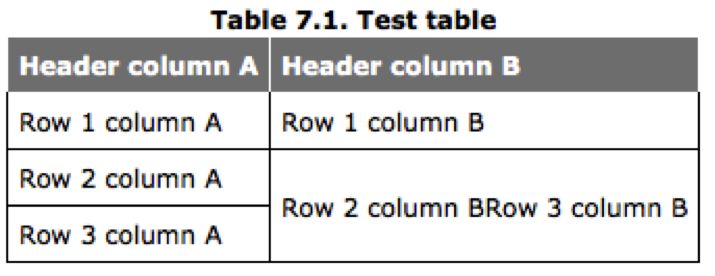 Table 7.1. Test table
Header column A Header column B
Row 1 column A Row 1 column B
Row 2 column A
Row 2 column BRow 3 column B
Row 3 column A